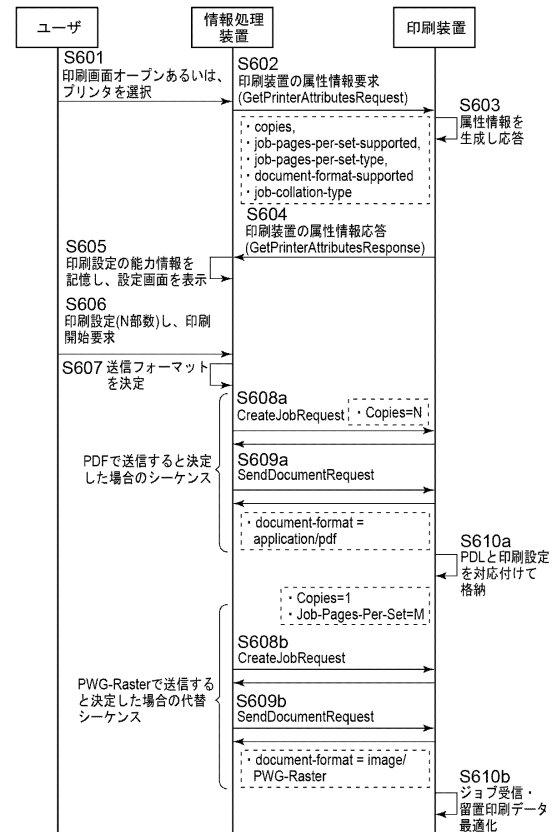 ユーザ
情報処理
装置
印刷装置
S601
印刷画面オープンあるいは、
プリンタを選択
S602
印刷装置の属性情報要求
(GetPrinterAttributesRequest)
S603
属性情報を
生成し応答
・copies,
・job-pages-per-set-supported,
・job-pages-per-set-type,
・document-format-supported
・job-collation-type
S604
印刷装置の属性情報応答
(GetPrinterAttributesResponse)
S605
印刷設定の能力情報を
記憶し、設定画面を表示
S606
印刷設定(N部数)し、印刷
開始要求
S607 送信フォーマット
を決定
S608a
CreateJobRequest
・Copies=N
PDFで送信すると決定
した場合のシーケンス
S609a
SendDocumentRequest
・document-format =
application/pdf
S610a
PDLと印刷設定
を対応付けて
格納
・Copies=1
・Job-Pages-Per-Set=M
S608b
CreateJobRequest
PWG-Rasterで送信する
と決定した場合の代替
シーケンス
S609b
SendDocumentRequest
・document-format = image/
PWG-Raster
S610b
ジョブ受信・
留置印刷データ
最適化